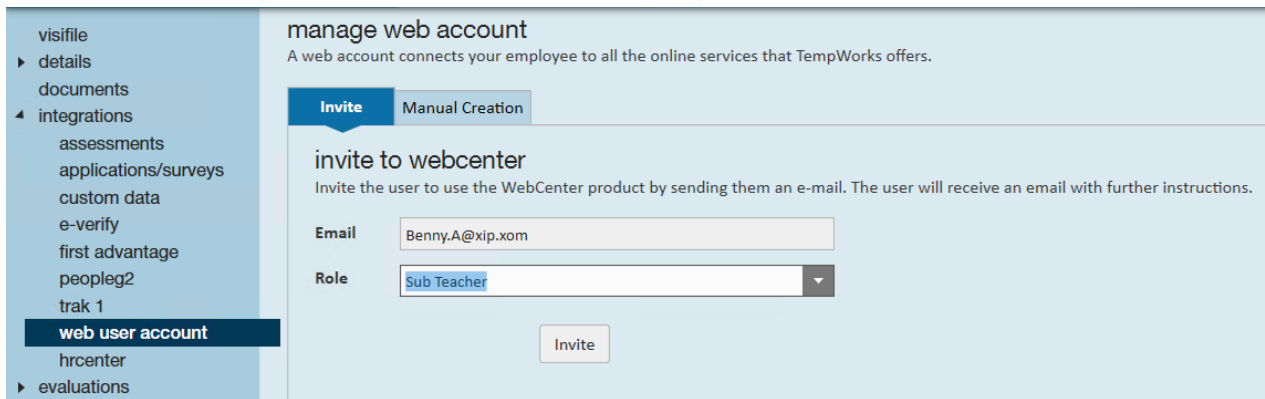 visifile
details
documents
integrations
assessments
applications/surveys
custom data
e-verify
first advantage
peopleg2
trak 1
web user account
hrcenter
evaluations
manage web account
A web account connects your employee to all the online services that TempWorks offers.
Invite
Manual Creation
invite to webcenter
Invite the user to use the WebCenter product by sending them an e-mail. The user will receive an email with further instructions.
Email
Benny.A@xip.xom
Role
Sub Teacher
Invite